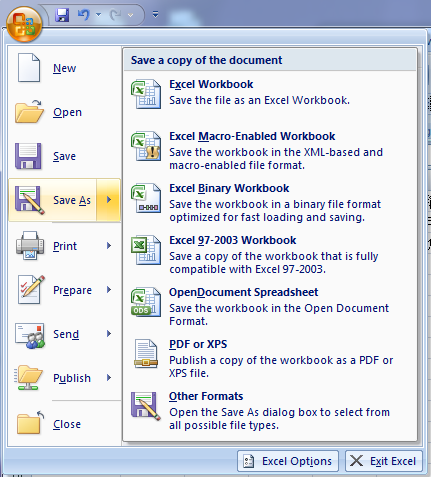 New
Open
Save
Save As
Print
Prepare
Send
Publish
Close
Save a copy of the document
Excel Workbook
Save the file as an Excel Workbook.
Excel Macro-Enabled Workbook
Save the workbook in the XML-based and
macro-enabled file format.
Excel Binary Workbook
Save the workbook in a binary file format
optimized for fast loading and saving.
Excel 97-2003 Workbook
Save a copy of the workbook that is fully
compatible with Excel 97-2003.
OpenDocument Spreadsheet
Save the workbook in the Open Document
Format.
ODS
PDF or XPS
Publish a copy of the workbook as a PDF or
XPS file.
Other Formats
Open the Save As dialog box to select from
all possible file types.
Excel Options
Exit Excel